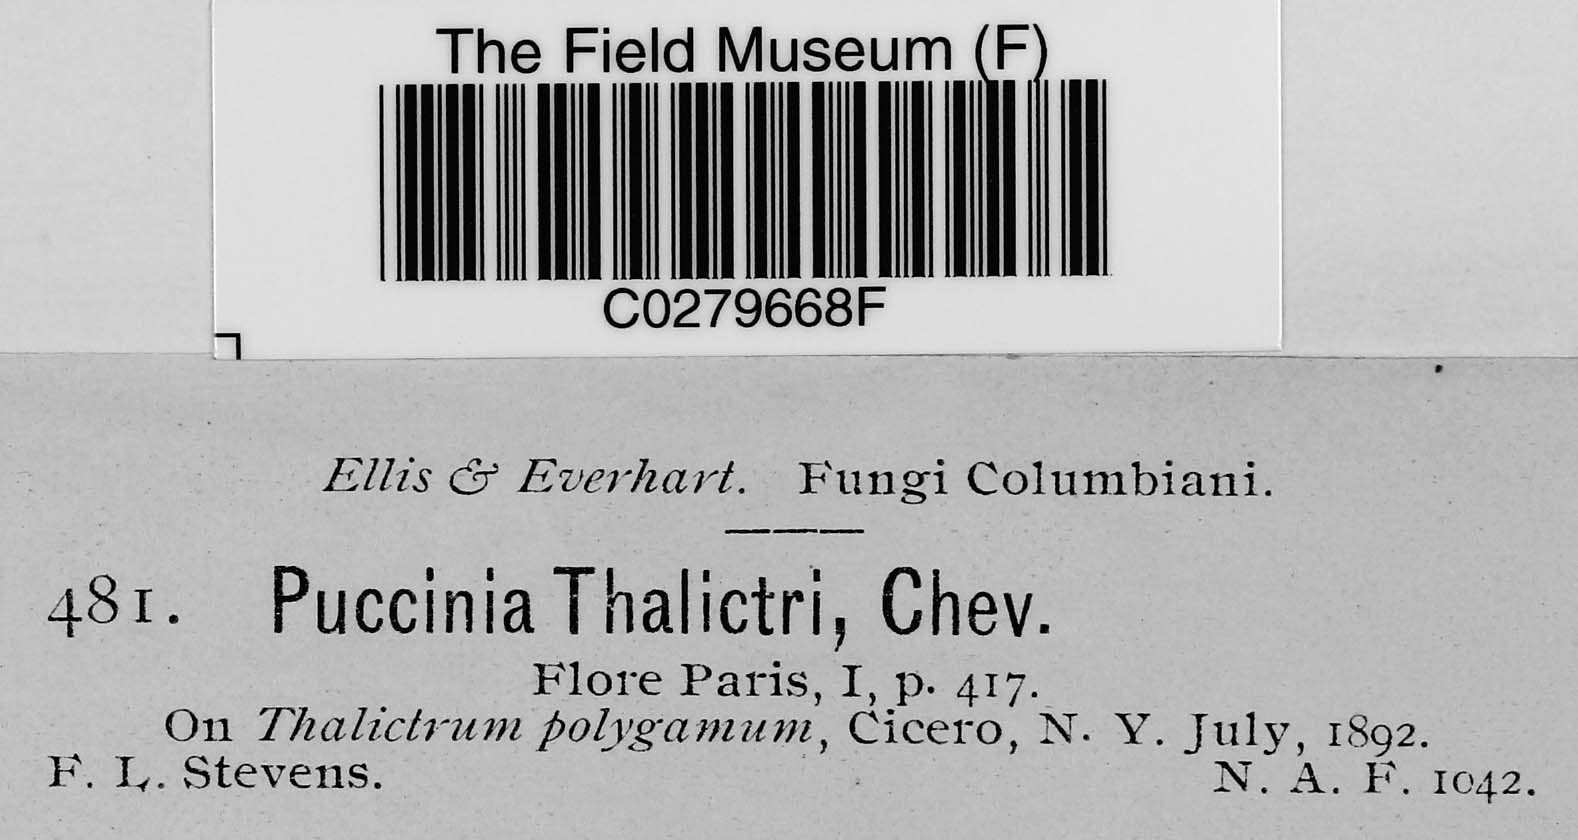 The Field Museum (F)
C0279668F
Ellis & Everhart. Fungi Columbiani.
481. Puccinia Thalictri, Chev.
Flore Paris, I, p. 417.
On Thalictrum polygamum, Cicero, N. Y. July, 1892.
F. L. Stevens. N. A. F. 1042.